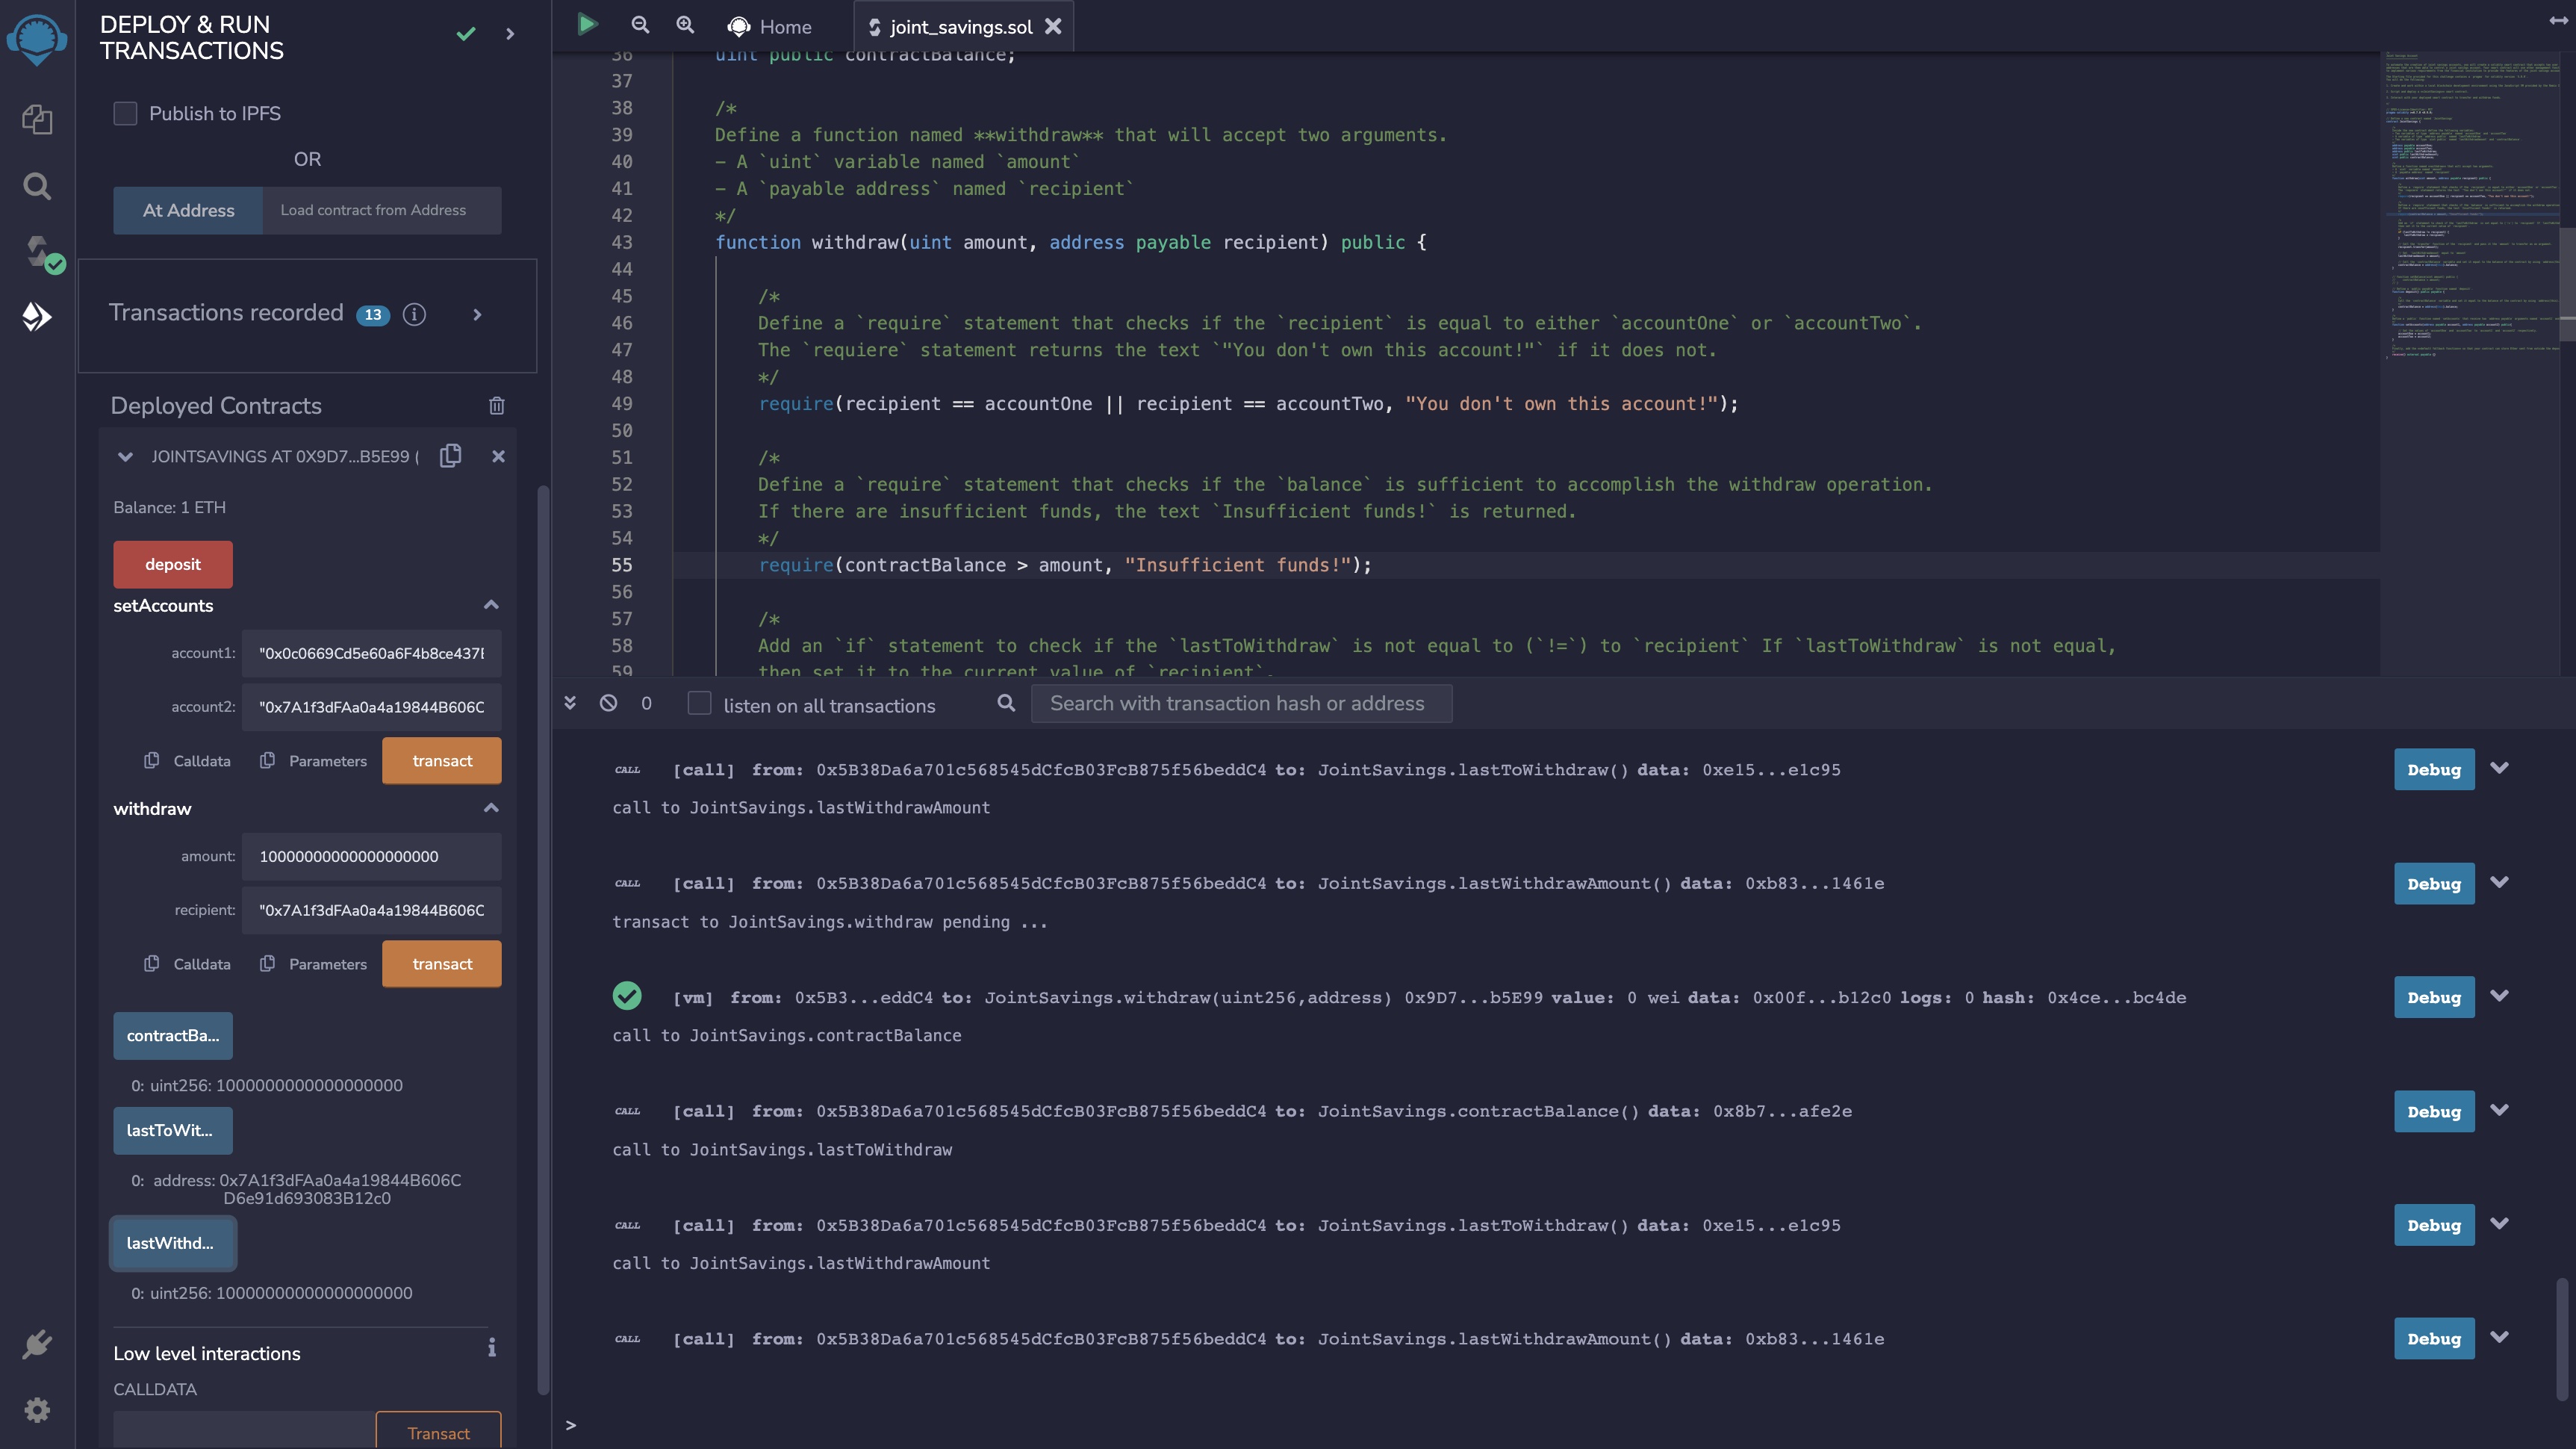 DEPLOY & RUN
TRANSACTIONS
Publish to IPFS
OR
At Address
Load contract from Address
Transactions recorded 13
Deployed Contracts
JOINTSAVINGS AT 0X9D7...B5E99 (
Balance: 1 ETH
deposit
setAccounts
account1: "0x0c0669Cd5e60a6F4b8ce437
account2: "0x7A1f3dFAa0a4a19844B606C
Calldata Parameters transact
withdraw
amount: 10000000000000000000
recipient: "0x7A1f3dFAa0a4a19844B606C
Calldata Parameters transact
contractBa...
0: uint256: 1000000000000000000
lastToWit...
0: address: 0x7A1f3dFAa0a4a19844B606C
D6e91d693083B12c0
lastWithd...
0: uint256: 10000000000000000000
Low level interactions
CALLDATA
Transact
Home
joint_savings.sol
36 uint public contractBalance;
37
38 /*
39 Define a function named **withdraw** that will accept two arguments.
40 - A `uint` variable named `amount`
41 - A `payable address` named `recipient`
42 */
43 function withdraw(uint amount, address payable recipient) public {
44
45 /*
46 Define a `require` statement that checks if the `recipient` is equal to either `accountOne` or `accountTwo`.
47 The `requiere` statement returns the text `"You don't own this account!"` if it does not.
48 */
49 require(recipient == accountOne || recipient == accountTwo, "You don't own this account!");
50
51 /*
52 Define a `require` statement that checks if the `balance` is sufficient to accomplish the withdraw operation.
53 If there are insufficient funds, the text `Insufficient funds!` is returned.
54 */
55 require(contractBalance > amount, "Insufficient funds!");
56
57 /*
58 Add an `if` statement to check if the `lastToWithdraw` is not equal to (`!=`) to `recipient` If `lastToWithdraw` is not equal,
59 then set it to the current value of `recipient`.
0 listen on all transactions Search with transaction hash or address
CALL [call] from: 0x5B38Da6a701c568545dCfcB03FcB875f56beddC4 to: JointSavings.lastToWithdraw() data: 0xe15...e1c95 Debug
call to JointSavings.lastWithdrawAmount
CALL [call] from: 0x5B38Da6a701c568545dCfcB03FcB875f56beddC4 to: JointSavings.lastWithdrawAmount() data: 0xb83...1461e Debug
transact to JointSavings.withdraw pending ...
[vm] from: 0x5B3...eddC4 to: JointSavings.withdraw(uint256,address) 0x9D7...b5E99 value: 0 wei data: 0x00f...b12c0 logs: 0 hash: 0x4ce...bc4de Debug
call to JointSavings.contractBalance
CALL [call] from: 0x5B38Da6a701c568545dCfcB03FcB875f56beddC4 to: JointSavings.contractBalance() data: 0x8b7...afe2e Debug
call to JointSavings.lastToWithdraw
CALL [call] from: 0x5B38Da6a701c568545dCfcB03FcB875f56beddC4 to: JointSavings.lastToWithdraw() data: 0xe15...e1c95 Debug
call to JointSavings.lastWithdrawAmount
CALL [call] from: 0x5B38Da6a701c568545dCfcB03FcB875f56beddC4 to: JointSavings.lastWithdrawAmount() data: 0xb83...1461e Debug
>